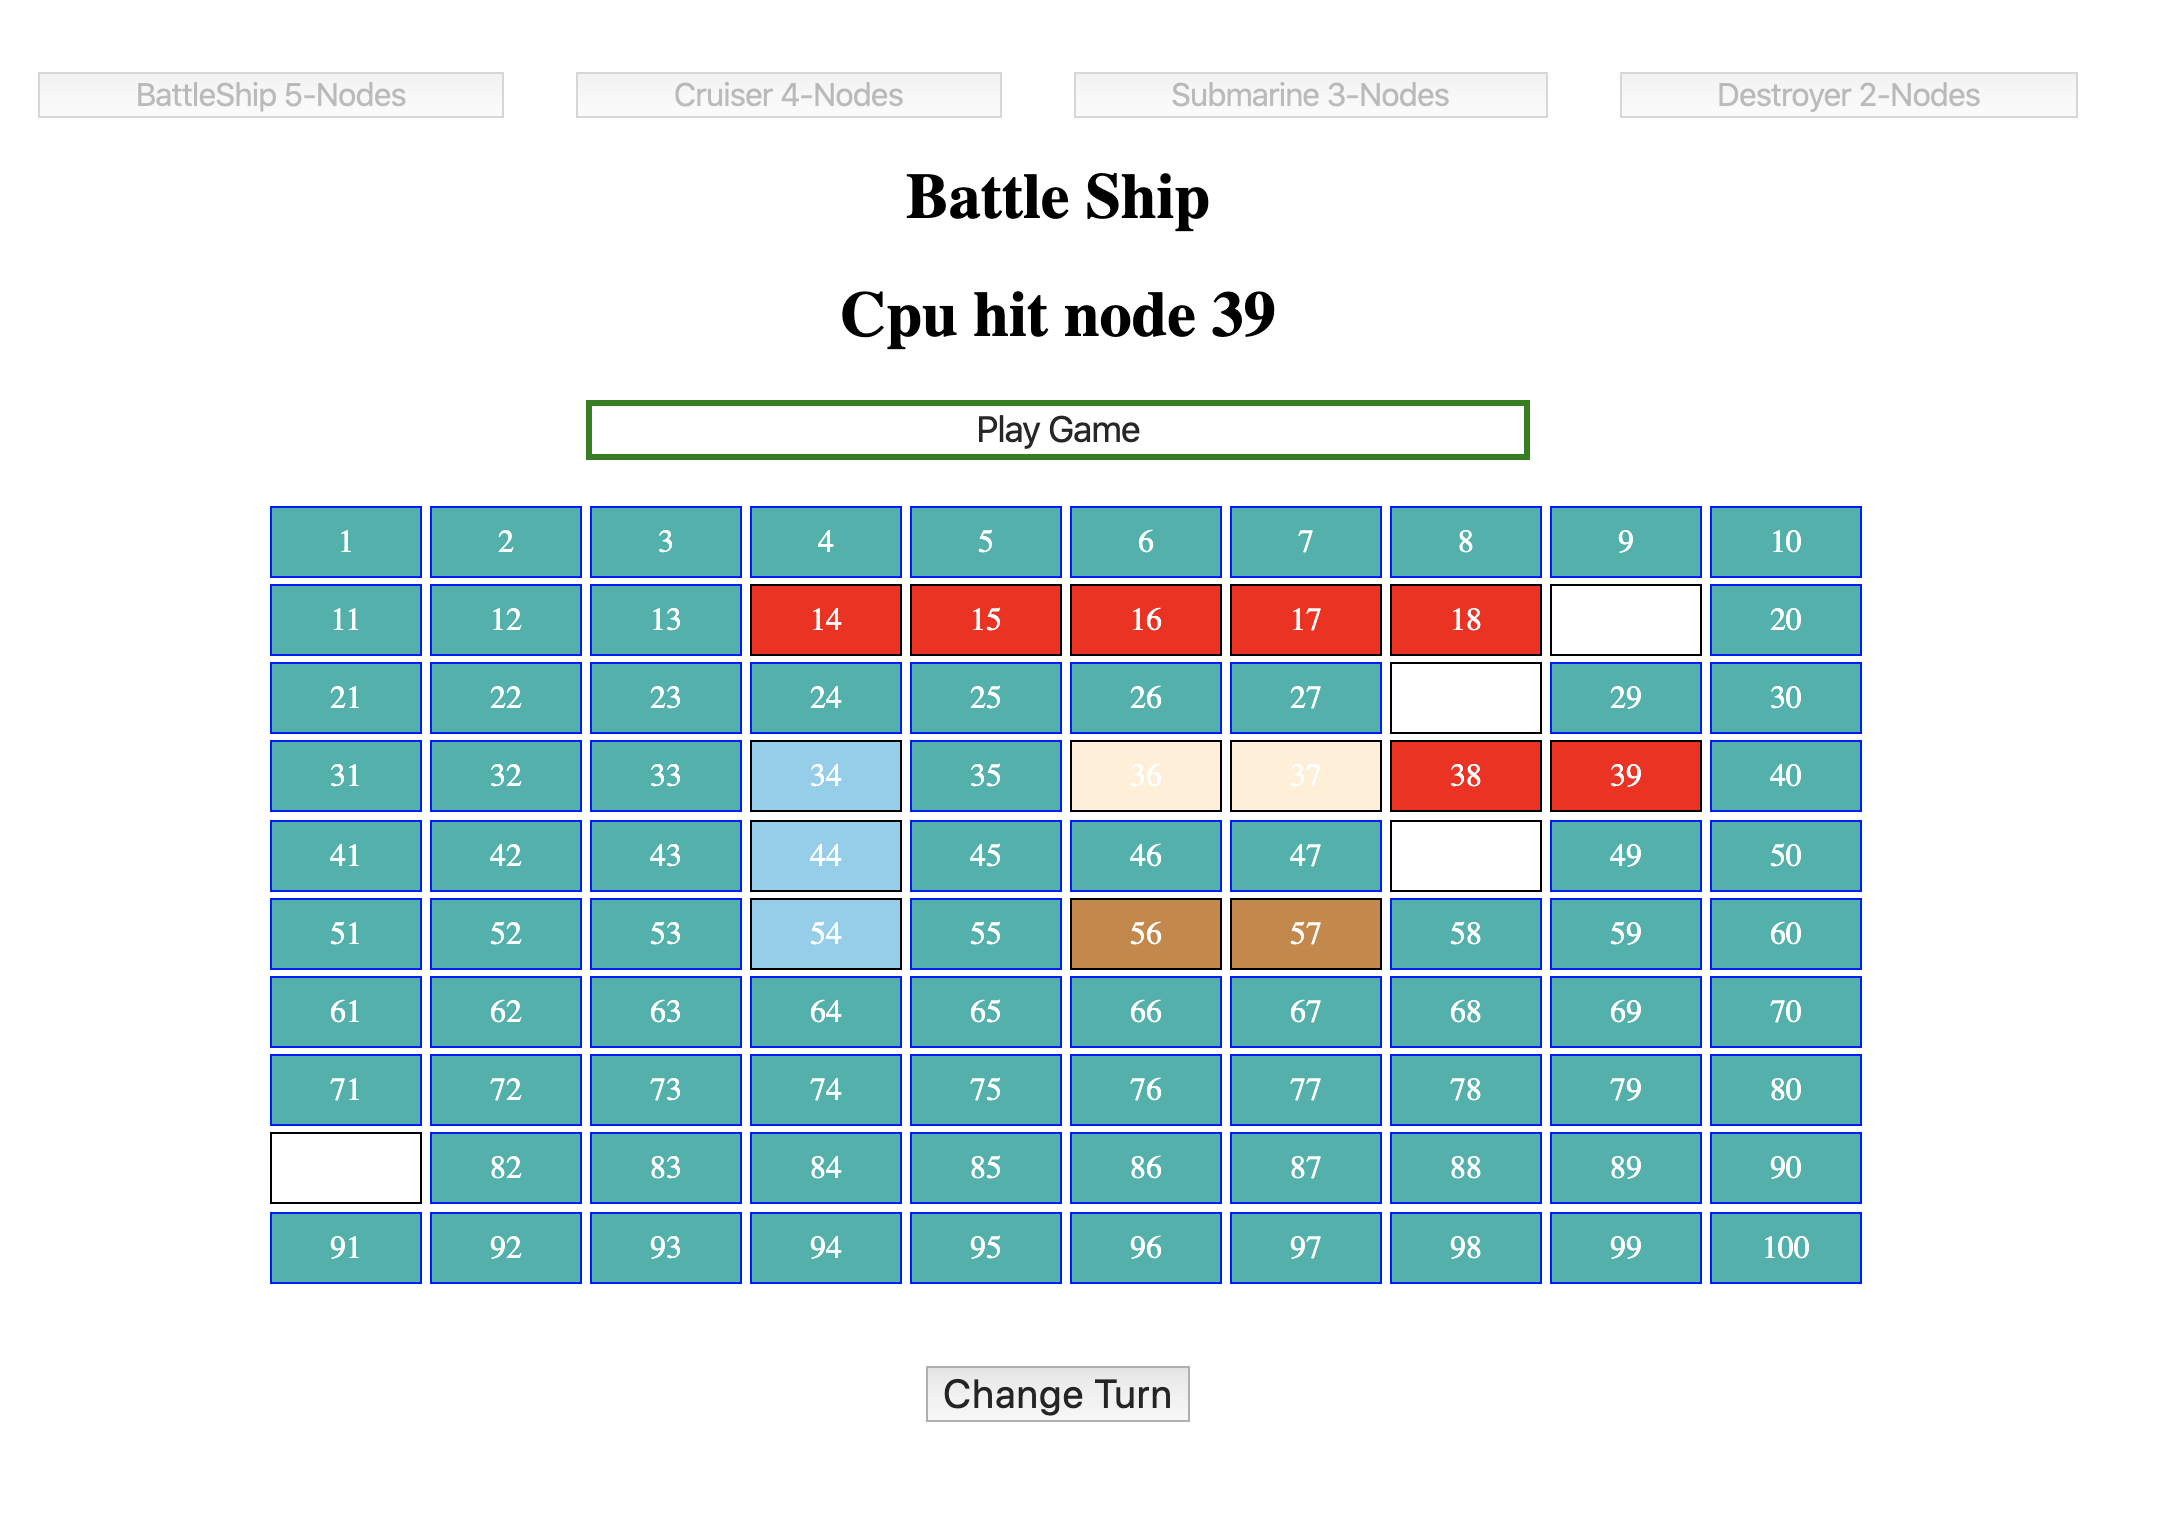 BattleShip 5-Nodes Cruiser 4-Nodes Submarine 3-Nodes Destroyer 2-Nodes
Battle Ship
Cpu hit node 39
Play Game
1 2 3 4 5 6 7 8 9 10
11 12 13 14 15 16 17 18 20
21 22 23 24 25 26 27 29 30
31 32 33 34 35 36 37 38 39 40
41 42 43 44 45 46 47 49 50
51 52 53 54 55 56 57 58 59 60
61 62 63 64 65 66 67 68 69 70
71 72 73 74 75 76 77 78 79 80
82 83 84 85 86 87 88 89 90
91 92 93 94 95 96 97 98 99 100
Change Turn